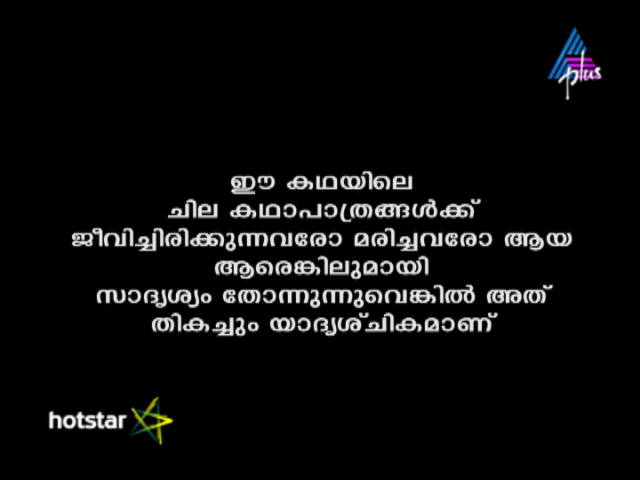 plus
ഈ കഥയിലെ
ചില കഥാപാത്രങ്ങൾക്ക്
ജീവിച്ചിരിക്കുന്നവരോ മരിച്ചവരോ ആയ
ആരെങ്കിലുമായി
സാദൃശ്യം തോന്നുന്നുവെങ്കിൽ അത്
തികച്ചും യാദൃശ്ചികമാണ്
hotstar